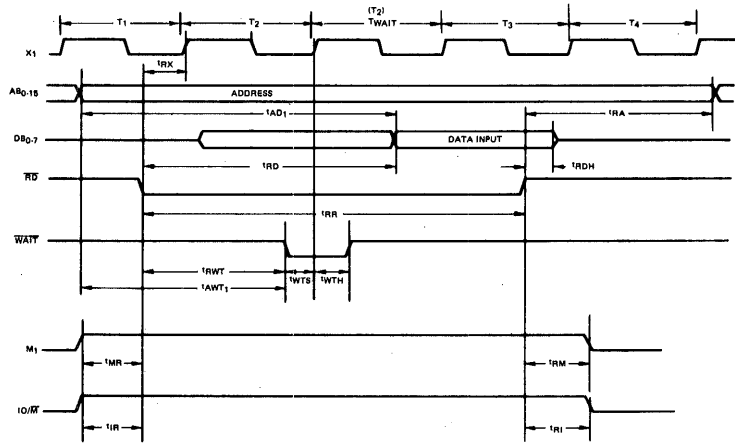 T1 T2 (T2) TWAIT T3 T4
X1
tRX
AB0-15 ADDRESS
tAD1 tRA
DB0-7 DATA INPUT
tRD tRDH
RD
tRR
WAIT
tRWT tWTS tWTH
tAWT1
M1
tMR tRM
IO/M
tIR tRI